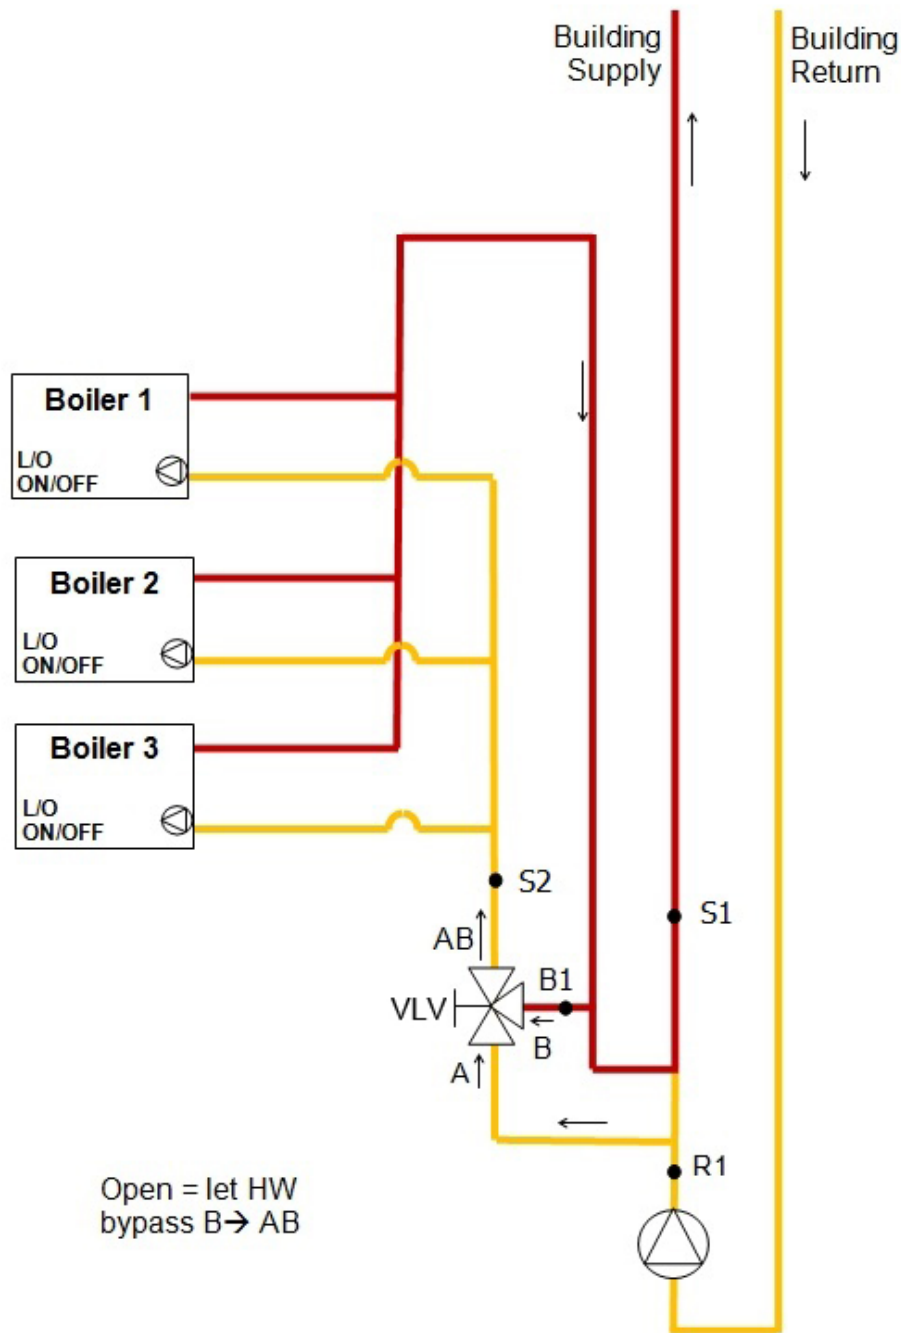 Building
Supply
Building
Return
Boiler 1
L/O
ON/OFF
Boiler 2
L/O
ON/OFF
Boiler 3
L/O
ON/OFF
S2
S1
AB
B1
VLV
B
A
R1
Open = let HW
bypass B→ AB